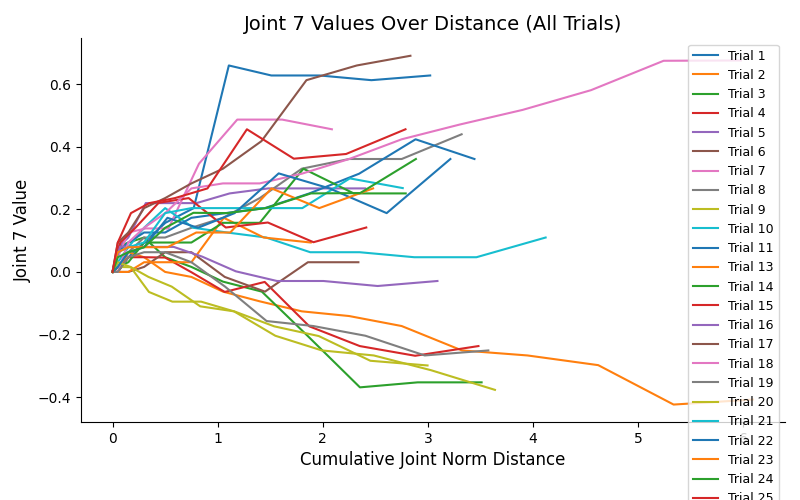 Joint 7 Values Over Distance (All Trials)
Joint 7 Value
0.6
0.4
0.2
0.0
−0.2
−0.4
0
1
2
3
4
5
Cumulative Joint Norm Distance
Trial 1
Trial 2
Trial 3
Trial 4
Trial 5
Trial 6
Trial 7
Trial 8
Trial 9
Trial 10
Trial 11
Trial 13
Trial 14
Trial 15
Trial 16
Trial 17
Trial 18
Trial 19
Trial 20
Trial 21
Trial 22
Trial 23
Trial 24
Trial 25